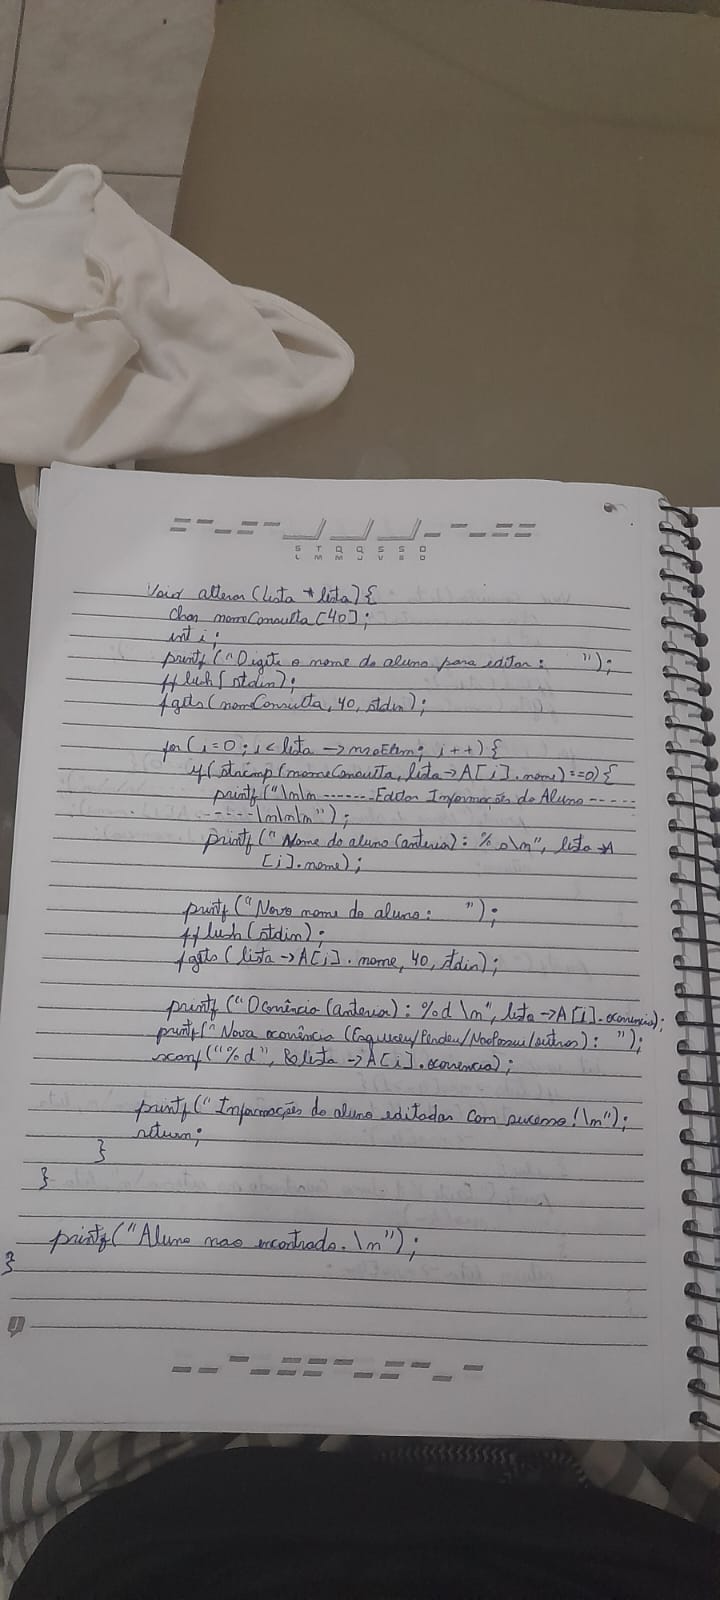 S T Q Q S S D
L M M J V S D
Void alterar (Lista *lista) {
char nomeConsulta [40];
int i;
printf ("Digite o nome do aluno para editar: ");
fflush (stdin);
fgets (nomeConsulta, 40, stdin);
for (i=0; i < lista -> nroElem; i++) {
if (strcmp (nomeConsulta, lista->A[i].nome) ==0) {
printf ("\n\n ------- Editar Informações do Aluno -----
------\n\n\n");
printf (" Nome do aluno (anterior) : %s\n", lista ->A
[i].nome);
printf ("Novo nome do aluno: ");
fflush (stdin);
fgets (lista ->A[i]. nome, 40, stdin);
printf (" Ocorrência (anterior) : %d \n", lista ->A[i].ocorrencia);
printf (" Nova ocorrência (Esqueceu/Perdeu/NaoPossui/outros) : ");
scanf ("%d", &lista ->A[i].ocorrencia);
printf (" Informações do aluno editadas com sucesso!\n");
return;
}
}
printf ("Aluno nao encontrado. \n");
}